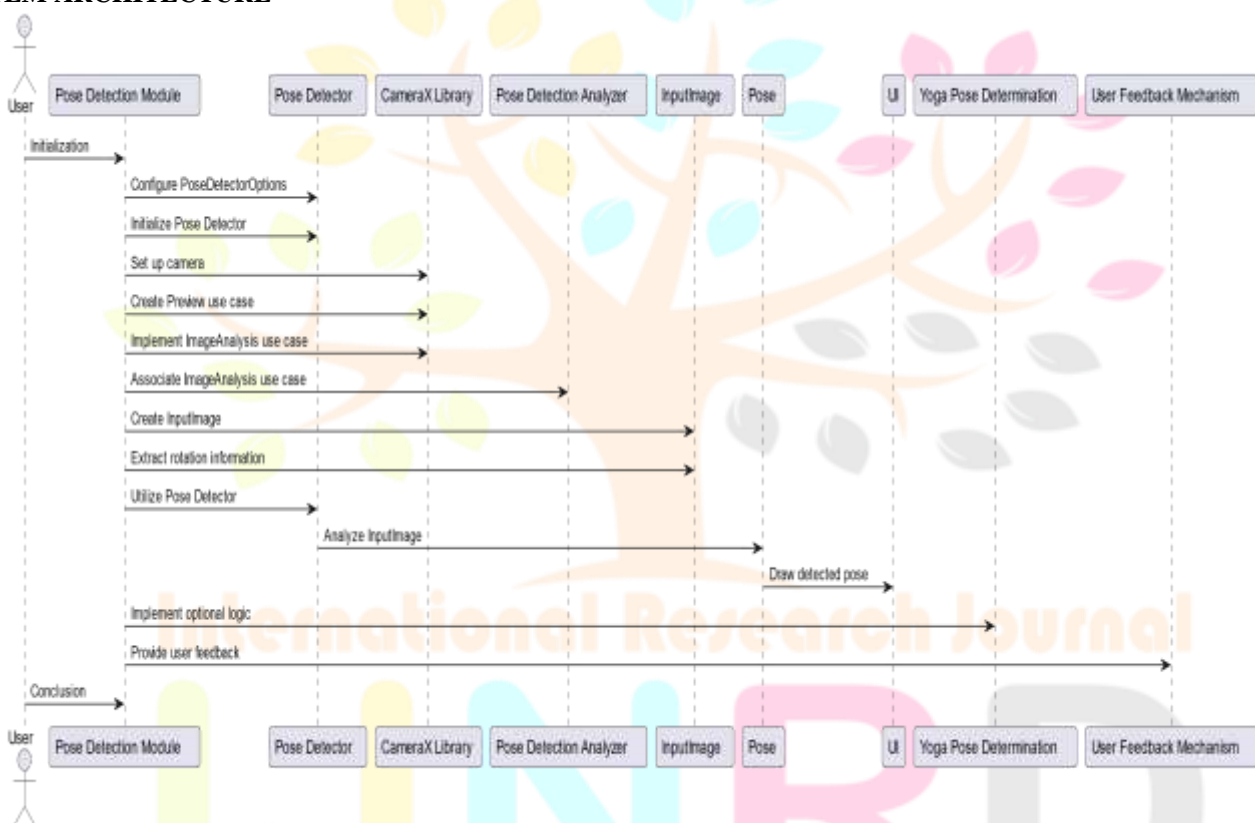 EM ARCHITECTURE
User
Pose Detection Module
Pose Detector
CameraX Library
Pose Detection Analyzer
InputImage
Pose
UI
Yoga Pose Determination
User Feedback Mechanism
Initialization
Configure PoseDetectorOptions
Initialize Pose Detector
Set up camera
Create Preview use case
Implement ImageAnalysis use case
Associate ImageAnalysis use case
Create InputImage
Extract rotation information
Utilize Pose Detector
Analyze InputImage
Draw detected pose
International Research Journal
Implement optional logic
Provide user feedback
Conclusion
User
Pose Detection Module
Pose Detector
CameraX Library
Pose Detection Analyzer
InputImage
Pose
UI
Yoga Pose Determination
User Feedback Mechanism